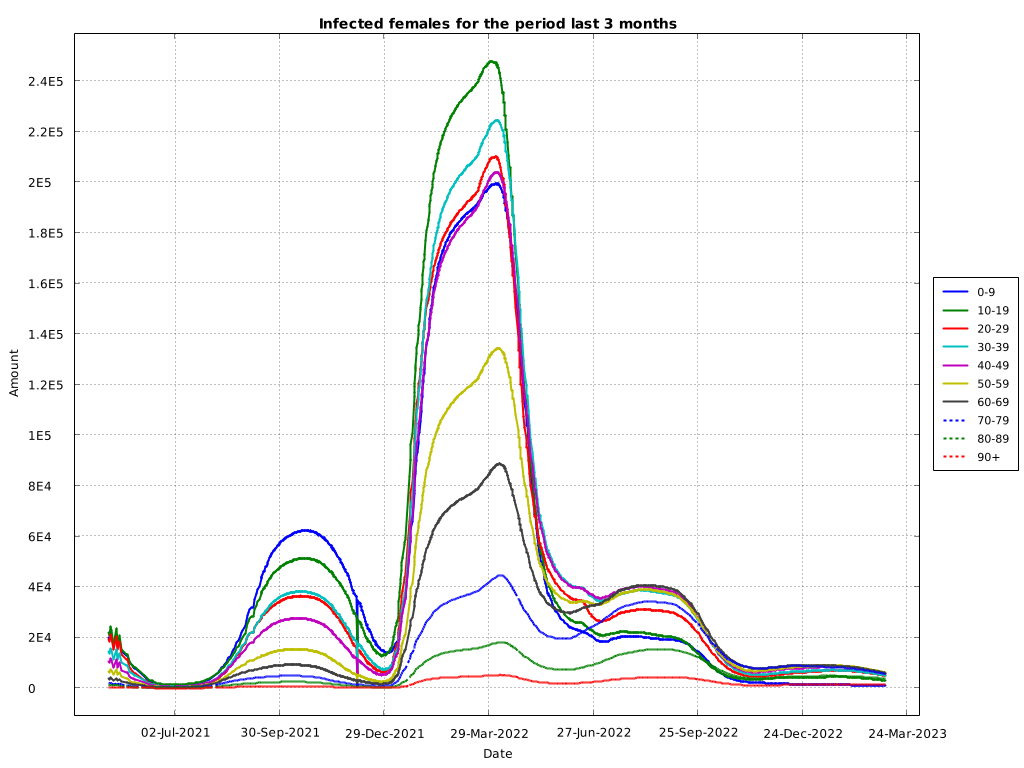 Infected females for the period last 3 months
2.4E5
2.2E5
2E5
1.8E5
1.6E5
1.4E5
1.2E5
1E5
8E4
6E4
4E4
2E4
0
Amount
02-Jul-2021 30-Sep-2021 29-Dec-2021 29-Mar-2022 27-Jun-2022 25-Sep-2022 24-Dec-2022 24-Mar-2023
Date
0-9
10-19
20-29
30-39
40-49
50-59
60-69
70-79
80-89
90+